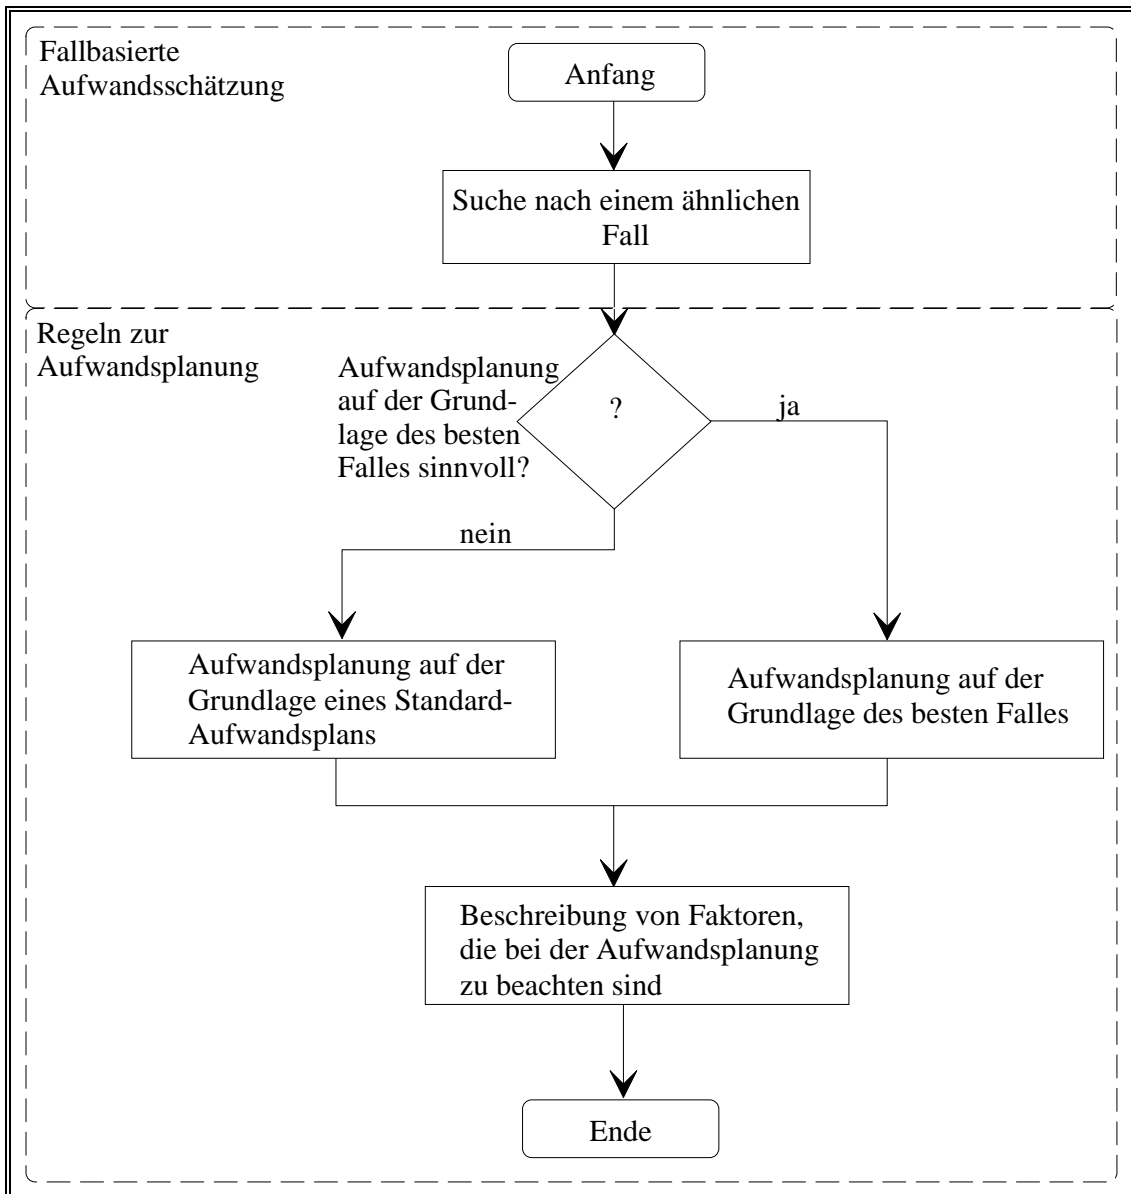 Fallbasierte
Aufwandsschätzung
Anfang
Suche nach einem ähnlichen
Fall
Regeln zur
Aufwandsplanung
Aufwandsplanung
auf der Grund-
lage des besten
Falles sinnvoll?
?
ja
nein
Aufwandsplanung auf der
Grundlage eines Standard-
Aufwandsplans
Aufwandsplanung auf der
Grundlage des besten Falles
Beschreibung von Faktoren,
die bei der Aufwandsplanung
zu beachten sind
Ende